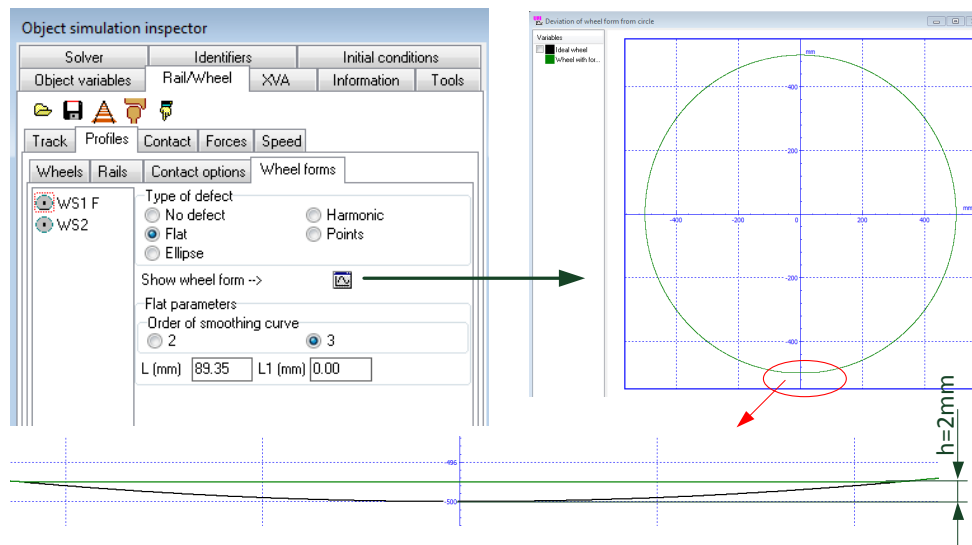 Object simulation inspector
Solver Identifiers Initial conditions
Object variables Rail/Wheel XVA Information Tools
Track Profiles Contact Forces Speed
Wheels Rails Contact options Wheel forms
WS1 F
WS2
Type of defect
No defect Harmonic
Flat Points
Ellipse
Show wheel form -->
Flat parameters
Order of smoothing curve
2 3
L (mm) 89.35 L1 (mm) 0.00
Deviation of wheel form from circle
Variables
Ideal wheel
Wheel with for...
mm
400
200
-400 -200 0 200 400 mm
-200
-400
-496
-500
h=2mm